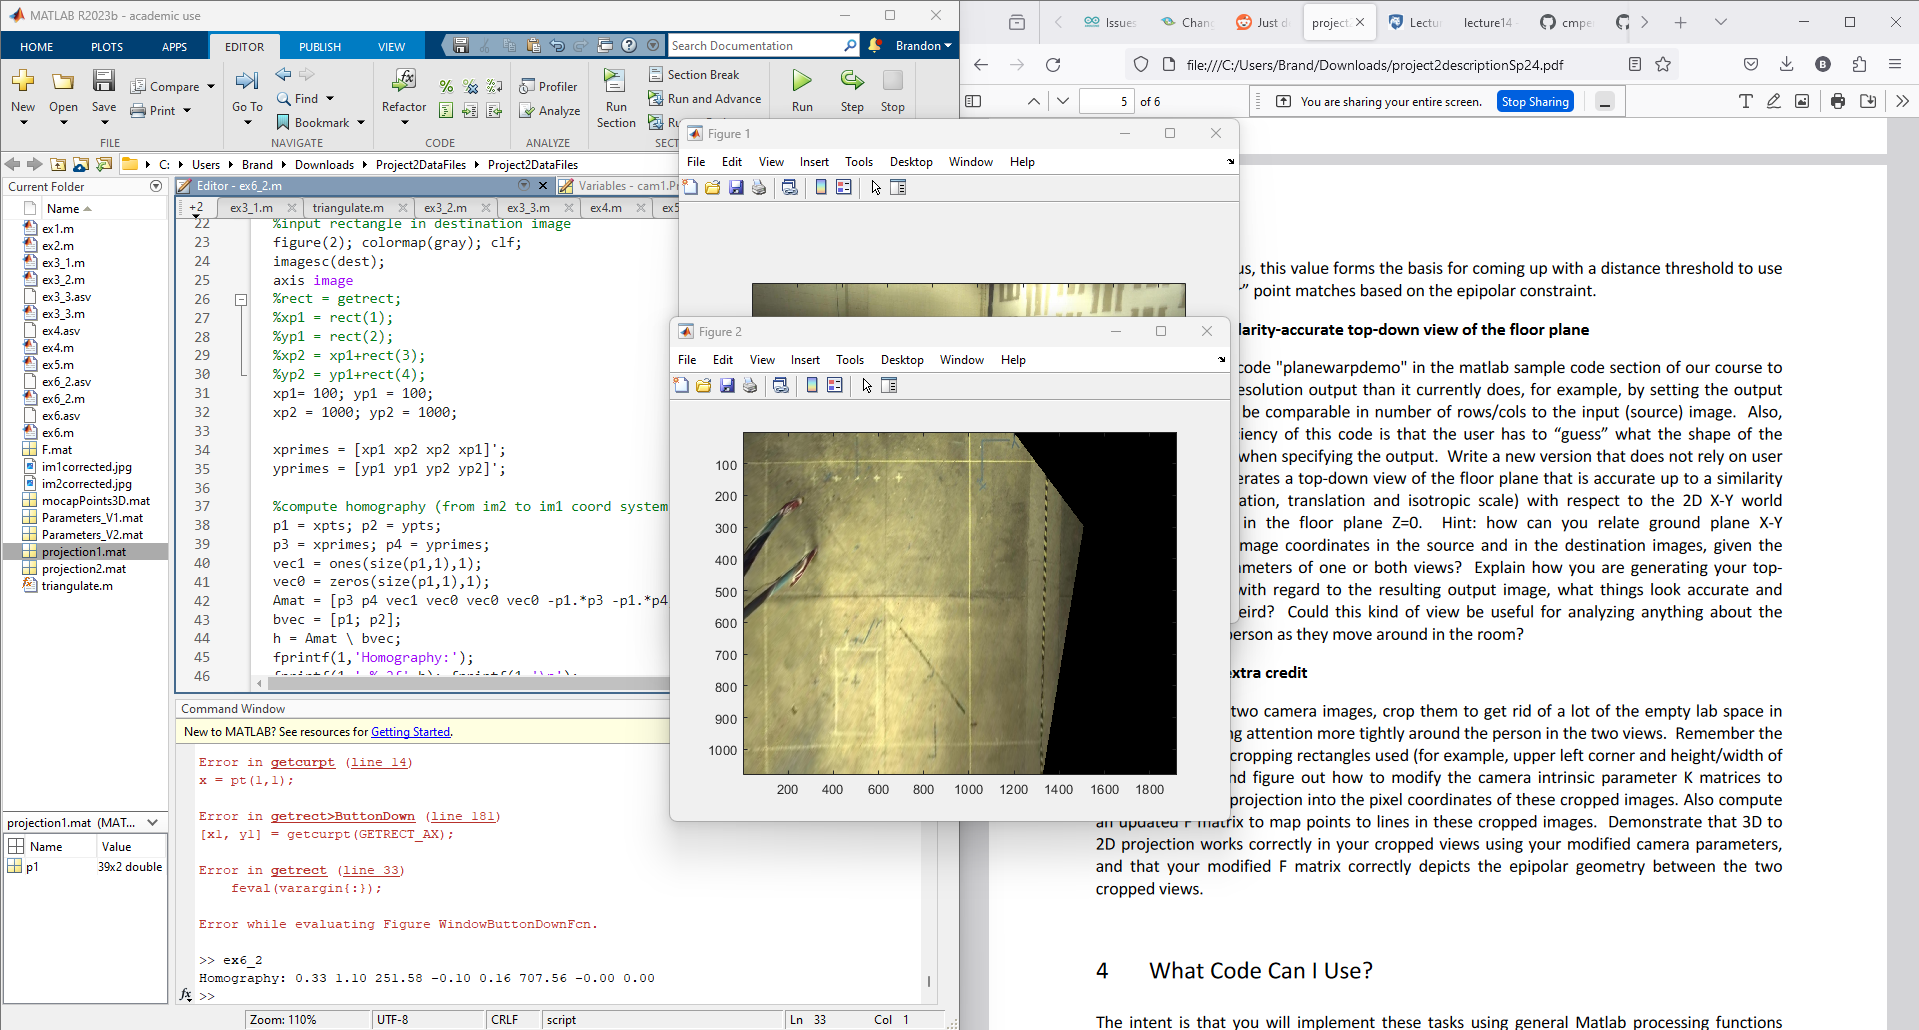 MATLAB R2023b - academic use
HOME PLOTS APPS EDITOR PUBLISH VIEW
Search Documentation
Brandon
New Open Save
Compare
Print
FILE
Go To
Find
Bookmark
NAVIGATE
Refactor
CODE
Profiler
Analyze
ANALYZE
Run Section
Section Break
Run and Advance
SECT
Run Step Stop
C: Users Brand Downloads Project2DataFiles Project2DataFiles
Current Folder
Name
ex1.m
ex2.m
ex3_1.m
ex3_2.m
ex3_3.asv
ex3_3.m
ex4.asv
ex4.m
ex5.m
ex6_2.asv
ex6_2.m
ex6.asv
ex6.m
F.mat
im1corrected.jpg
im2corrected.jpg
mocapPoints3D.mat
Parameters_V1.mat
Parameters_V2.mat
projection1.mat
projection2.mat
triangulate.m
projection1.mat (MAT...
Name Value
p1 39x2 double
Editor - ex6_2.m
Variables - cam1.P
+2 ex3_1.m triangulate.m ex3_2.m ex3_3.m ex4.m ex5
22 %input rectangle in destination image
23 figure(2); colormap(gray); clf;
24 imagesc(dest);
25 axis image
26 %rect = getrect;
27 %xp1 = rect(1);
28 %yp1 = rect(2);
29 %xp2 = xp1+rect(3);
30 %yp2 = yp1+rect(4);
31 xp1= 100; yp1 = 100;
32 xp2 = 1000; yp2 = 1000;
33
34 xprimes = [xp1 xp2 xp2 xp1]';
35 yprimes = [yp1 yp1 yp2 yp2]';
36
37 %compute homography (from im2 to im1 coord system
38 p1 = xpts; p2 = ypts;
39 p3 = xprimes; p4 = yprimes;
40 vec1 = ones(size(p1,1),1);
41 vec0 = zeros(size(p1,1),1);
42 Amat = [p3 p4 vec1 vec0 vec0 vec0 -p1.*p3 -p1.*p4
43 bvec = [p1; p2];
44 h = Amat \ bvec;
45 fprintf(1,'Homography:');
46
Command Window
New to MATLAB? See resources for Getting Started.
Error in getcurpt (line 14)
x = pt(1,1);
Error in getrect>ButtonDown (line 181)
[x1, y1] = getcurpt(GETRECT_AX);
Error in getrect (line 33)
feval(varargin{:});
Error while evaluating Figure WindowButtonDownFcn.
>> ex6_2
Homography: 0.33 1.10 251.58 -0.10 0.16 707.56 -0.00 0.00
fx >>
Zoom: 110% UTF-8 CRLF script Ln 33 Col 1
Figure 1
File Edit View Insert Tools Desktop Window Help
Figure 2
File Edit View Insert Tools Desktop Window Help
100
200
300
400
500
600
700
800
900
1000
200 400 600 800 1000 1200 1400 1600 1800
Issues Chan Just d project Lectu lecture14 - cmpe
file:///C:/Users/Brand/Downloads/project2descriptionSp24.pdf
B
5 of 6
You are sharing your entire screen.
Stop Sharing
us, this value forms the basis for coming up with a distance threshold to use
r” point matches based on the epipolar constraint.
larity-accurate top-down view of the floor plane
code "planewarpdemo" in the matlab sample code section of our course to
esolution output than it currently does, for example, by setting the output
be comparable in number of rows/cols to the input (source) image. Also,
ciency of this code is that the user has to “guess” what the shape of the
when specifying the output. Write a new version that does not rely on user
erates a top-down view of the floor plane that is accurate up to a similarity
ation, translation and isotropic scale) with respect to the 2D X-Y world
in the floor plane Z=0. Hint: how can you relate ground plane X-Y
mage coordinates in the source and in the destination images, given the
ameters of one or both views? Explain how you are generating your top-
with regard to the resulting output image, what things look accurate and
eird? Could this kind of view be useful for analyzing anything about the
person as they move around in the room?
extra credit
two camera images, crop them to get rid of a lot of the empty lab space in
ng attention more tightly around the person in the two views. Remember the
cropping rectangles used (for example, upper left corner and height/width of
nd figure out how to modify the camera intrinsic parameter K matrices to
projection into the pixel coordinates of these cropped images. Also compute
an updated F matrix to map points to lines in these cropped images. Demonstrate that 3D to
2D projection works correctly in your cropped views using your modified camera parameters,
and that your modified F matrix correctly depicts the epipolar geometry between the two
cropped views.
4 What Code Can I Use?
The intent is that you will implement these tasks using general Matlab processing functions